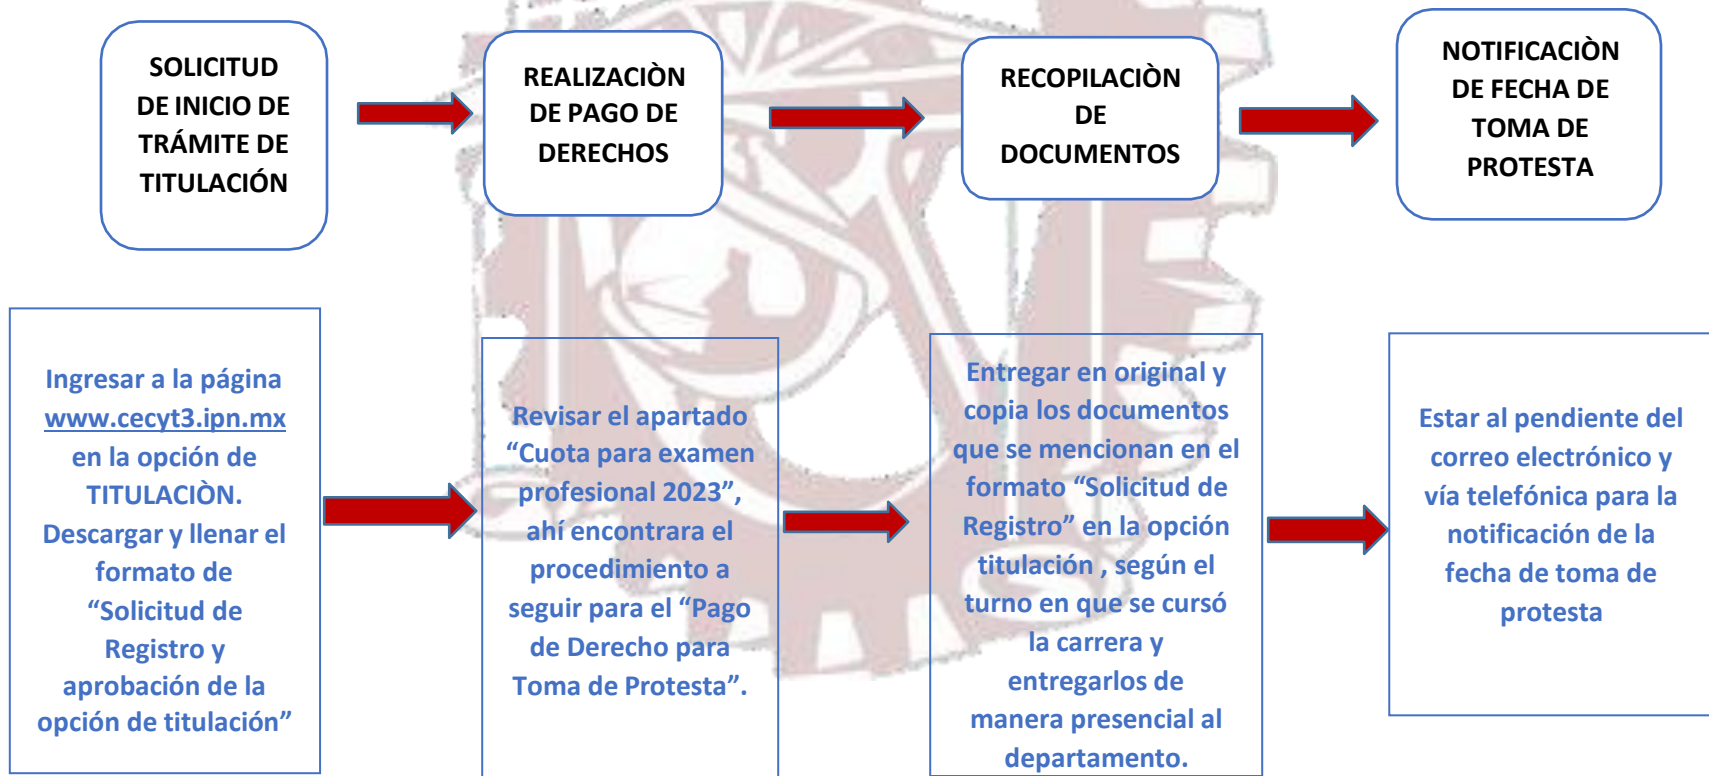 SOLICITUD
DE INICIO DE
TRÁMITE DE
TITULACIÓN
REALIZACIÒN
DE PAGO DE
DERECHOS
RECOPILACIÒN
DE
DOCUMENTOS
NOTIFICACIÒN
DE FECHA DE
TOMA DE
PROTESTA
Ingresar a la página
www.cecyt3.ipn.mx
en la opción de
TITULACIÒN.
Descargar y llenar el
formato de
“Solicitud de
Registro y
aprobación de la
opción de titulación”
Revisar el apartado
“Cuota para examen
profesional 2023”,
ahí encontrara el
procedimiento a
seguir para el “Pago
de Derecho para
Toma de Protesta”.
Entregar en original y
copia los documentos
que se mencionan en el
formato “Solicitud de
Registro” en la opción
titulación , según el
turno en que se cursó
la carrera y
entregarlos de
manera presencial al
departamento.
Estar al pendiente del
correo electrónico y
vía telefónica para la
notificación de la
fecha de toma de
protesta